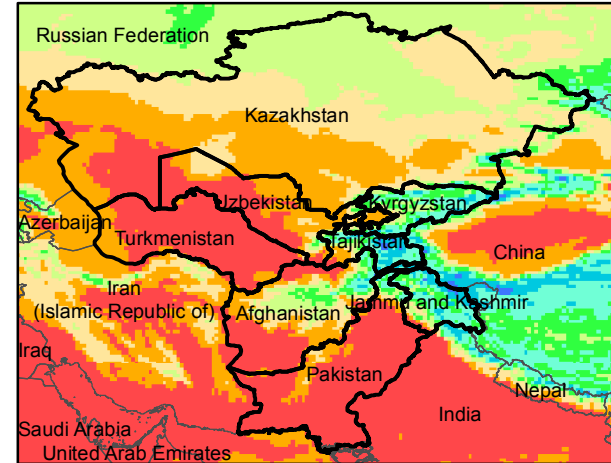 Russian Federation
Kazakhstan
Uzbekistan
Kyrgyzstan
Azerbaijan
Turkmenistan
Tajikistan
China
Iran
(Islamic Republic of)
Afghanistan
Jammu and Kashmir
Iraq
Pakistan
Nepal
India
Saudi Arabia
United Arab Emirates